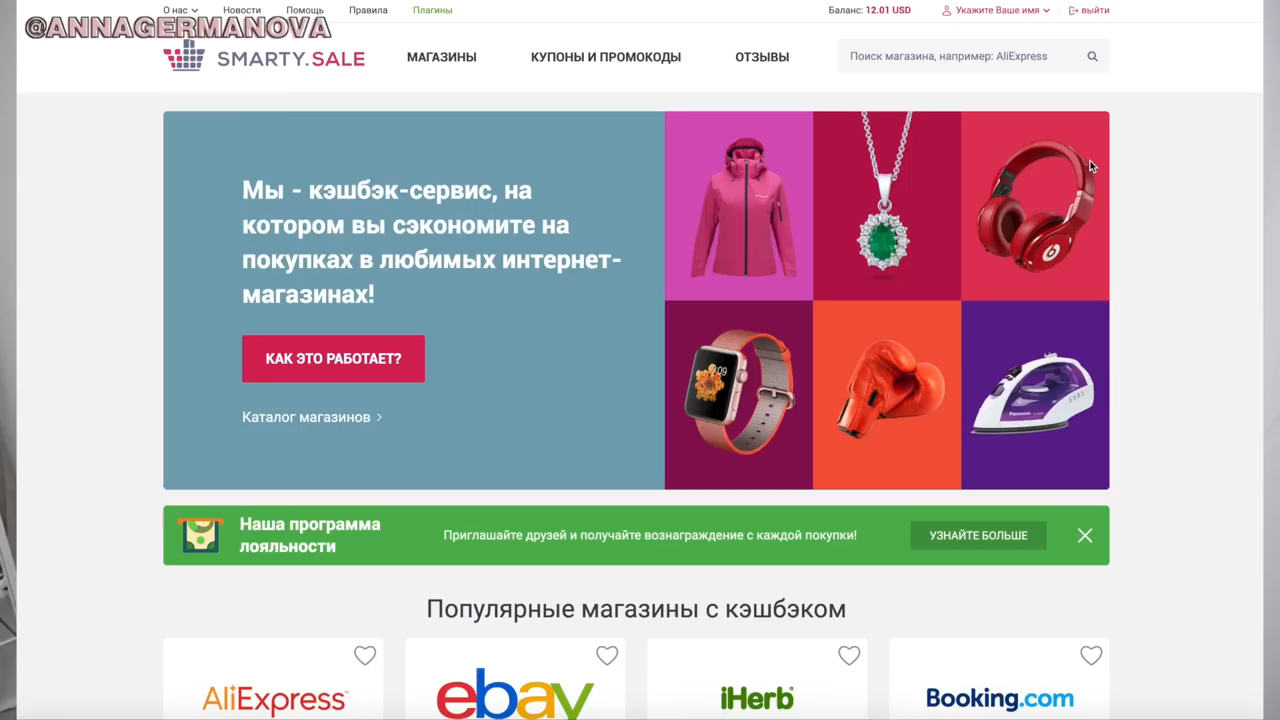 О нас
Новости
Помощь
Правила
Плагины
Баланс: 12.01 USD
Укажите Ваше имя
выйти
@ANNAGERMANOVA
SMARTY.SALE
МАГАЗИНЫ
КУПОНЫ И ПРОМОКОДЫ
ОТЗЫВЫ
Поиск магазина, например: AliExpress
Мы - кэшбэк-сервис, на
котором вы сэкономите на
покупках в любимых интернет-
магазинах!
КАК ЭТО РАБОТАЕТ?
Каталог магазинов
Наша программа
лояльности
Приглашайте друзей и получайте вознаграждение с каждой покупки!
УЗНАЙТЕ БОЛЬШЕ
Популярные магазины с кэшбэком
AliExpress
ebay
iHerb
Booking.com